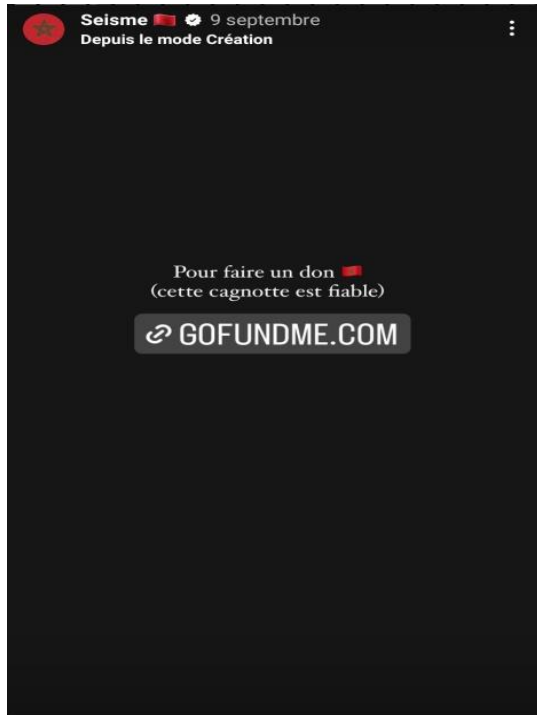 Seisme 🇲🇦 9 septembre
Depuis le mode Création
Pour faire un don 🇲🇦
(cette cagnotte est fiable)
GOFUNDME.COM